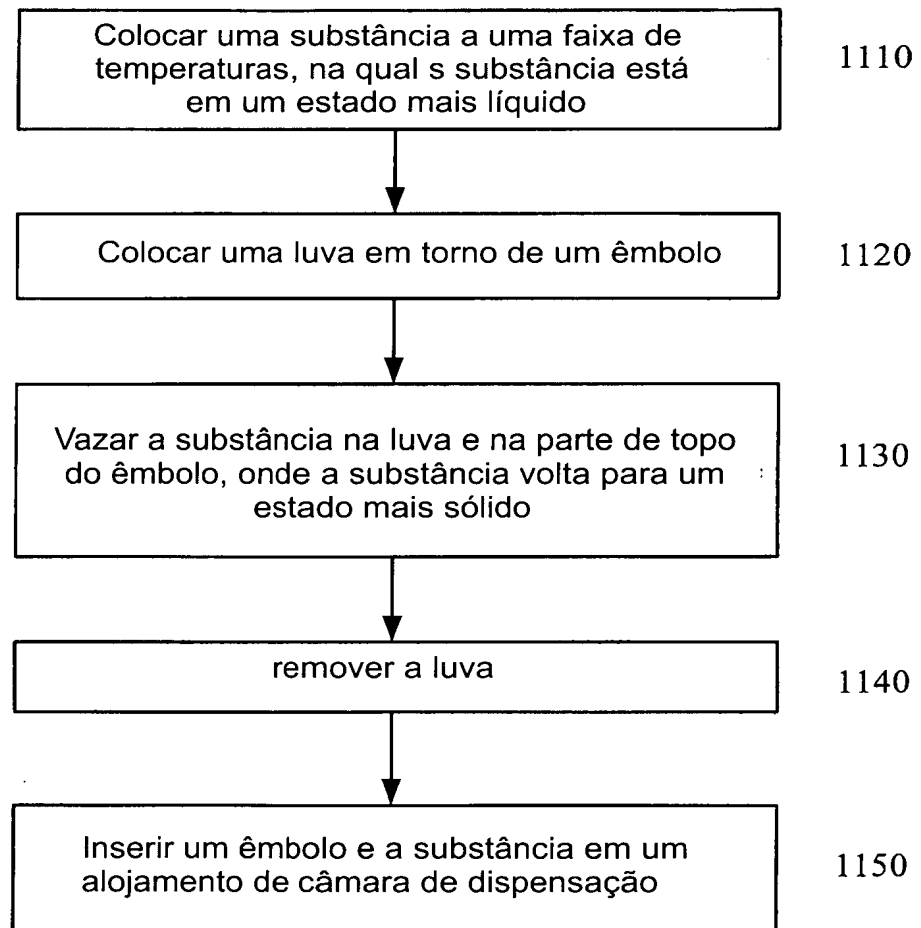 Colocar uma substância a uma faixa de
temperaturas, na qual s substância está
em um estado mais líquido
1110
Colocar uma luva em torno de um êmbolo
1120
Vazar a substância na luva e na parte de topo
do êmbolo, onde a substância volta para um
estado mais sólido
1130
remover a luva
1140
Inserir um êmbolo e a substância em um
alojamento de câmara de dispensação
1150